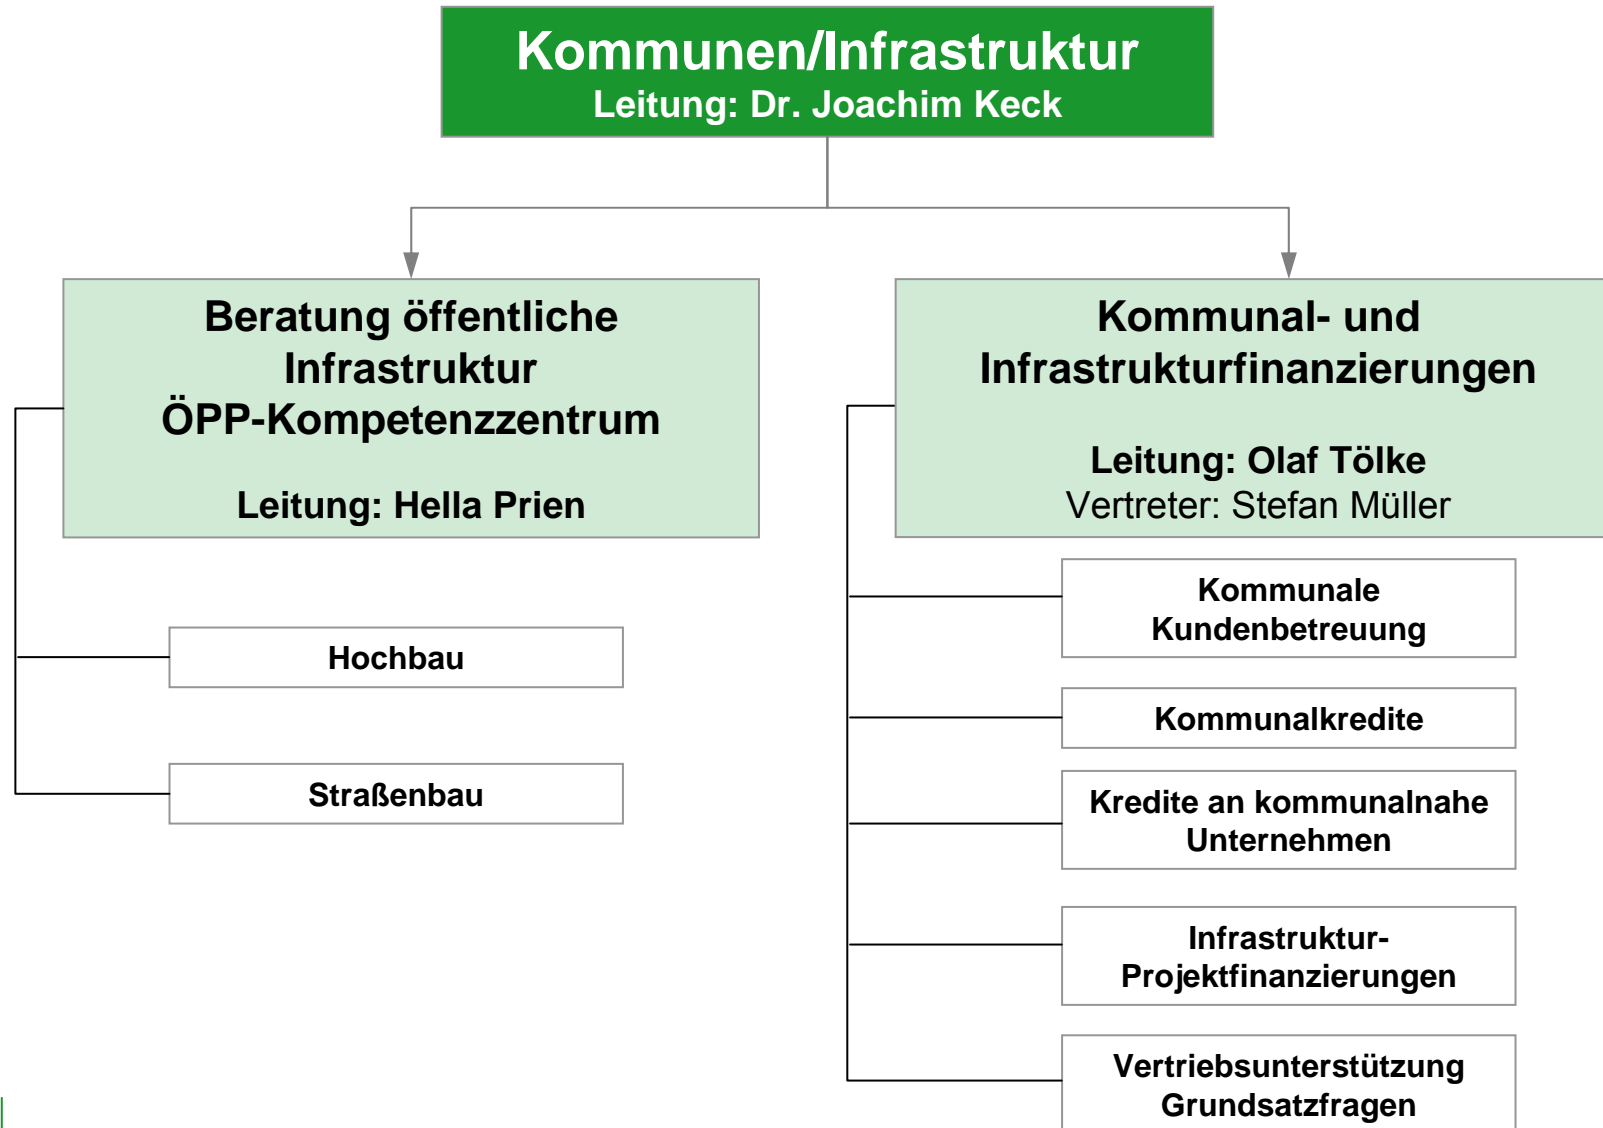 Kommunen/Infrastruktur
Leitung: Dr. Joachim Keck
Beratung öffentliche
Infrastruktur
ÖPP-Kompetenzzentrum
Leitung: Hella Prien
Hochbau
Straßenbau
Kommunal- und
Infrastrukturfinanzierungen
Leitung: Olaf Tölke
Vertreter: Stefan Müller
Kommunale
Kundenbetreuung
Kommunalkredite
Kredite an kommunalnahe
Unternehmen
Infrastruktur-
Projektfinanzierungen
Vertriebsunterstützung
Grundsatzfragen